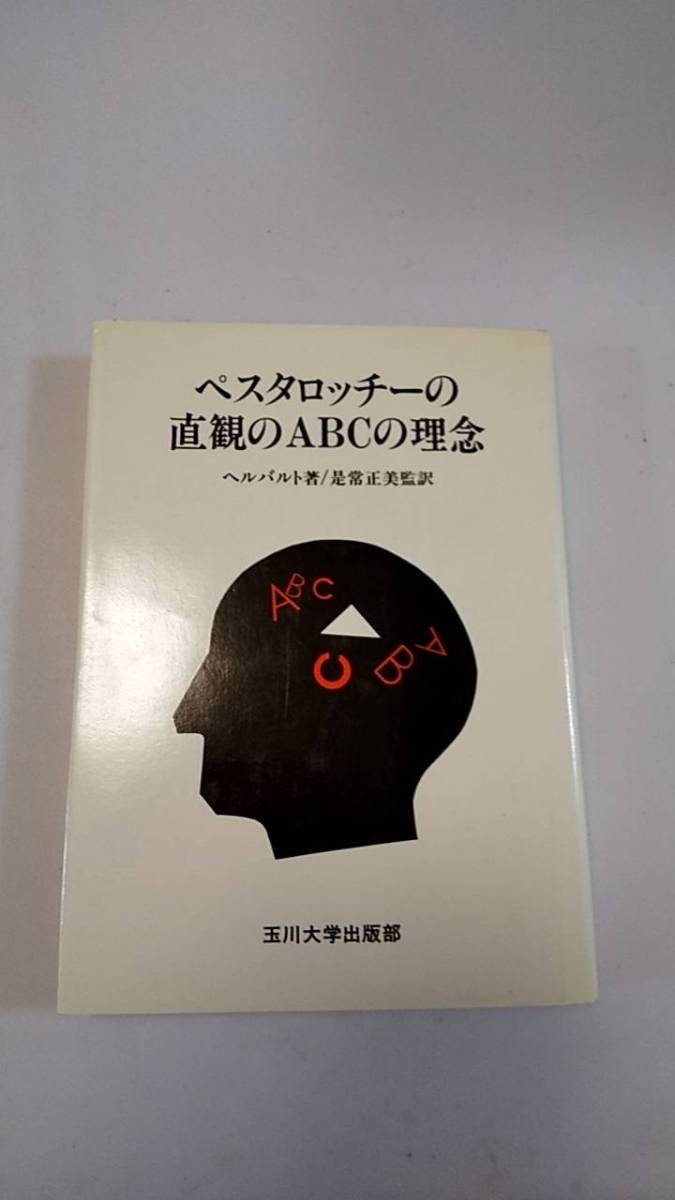 ペスタロッチーの
直観のABCの理念
ヘルバルト著/是常正美監訳
ABC
C
B
A
玉川大学出版部